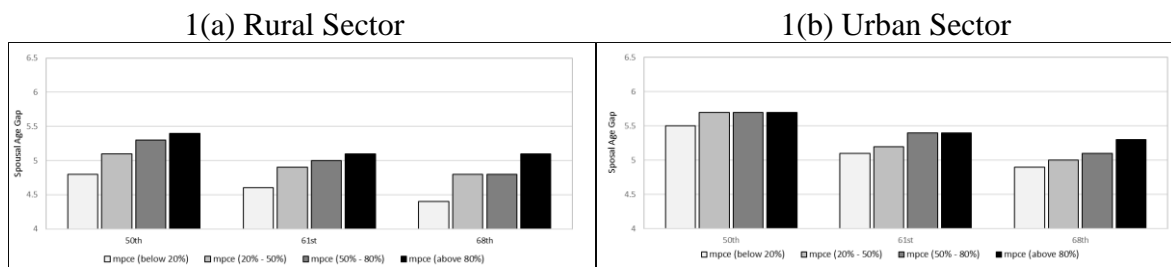 1(a) Rural Sector
1(b) Urban Sector
Spousal Age Gap
6.5
6
5.5
5
4.5
4
50th
61st
68th
mpce (below 20%)
mpce (20% - 50%)
mpce (50% - 80%)
mpce (above 80%)
Spousal Age Gap
6.5
6
5.5
5
4.5
4
50th
61st
68th
mpce (below 20%)
mpce (20% - 50%)
mpce (50% - 80%)
mpce (above 80%)